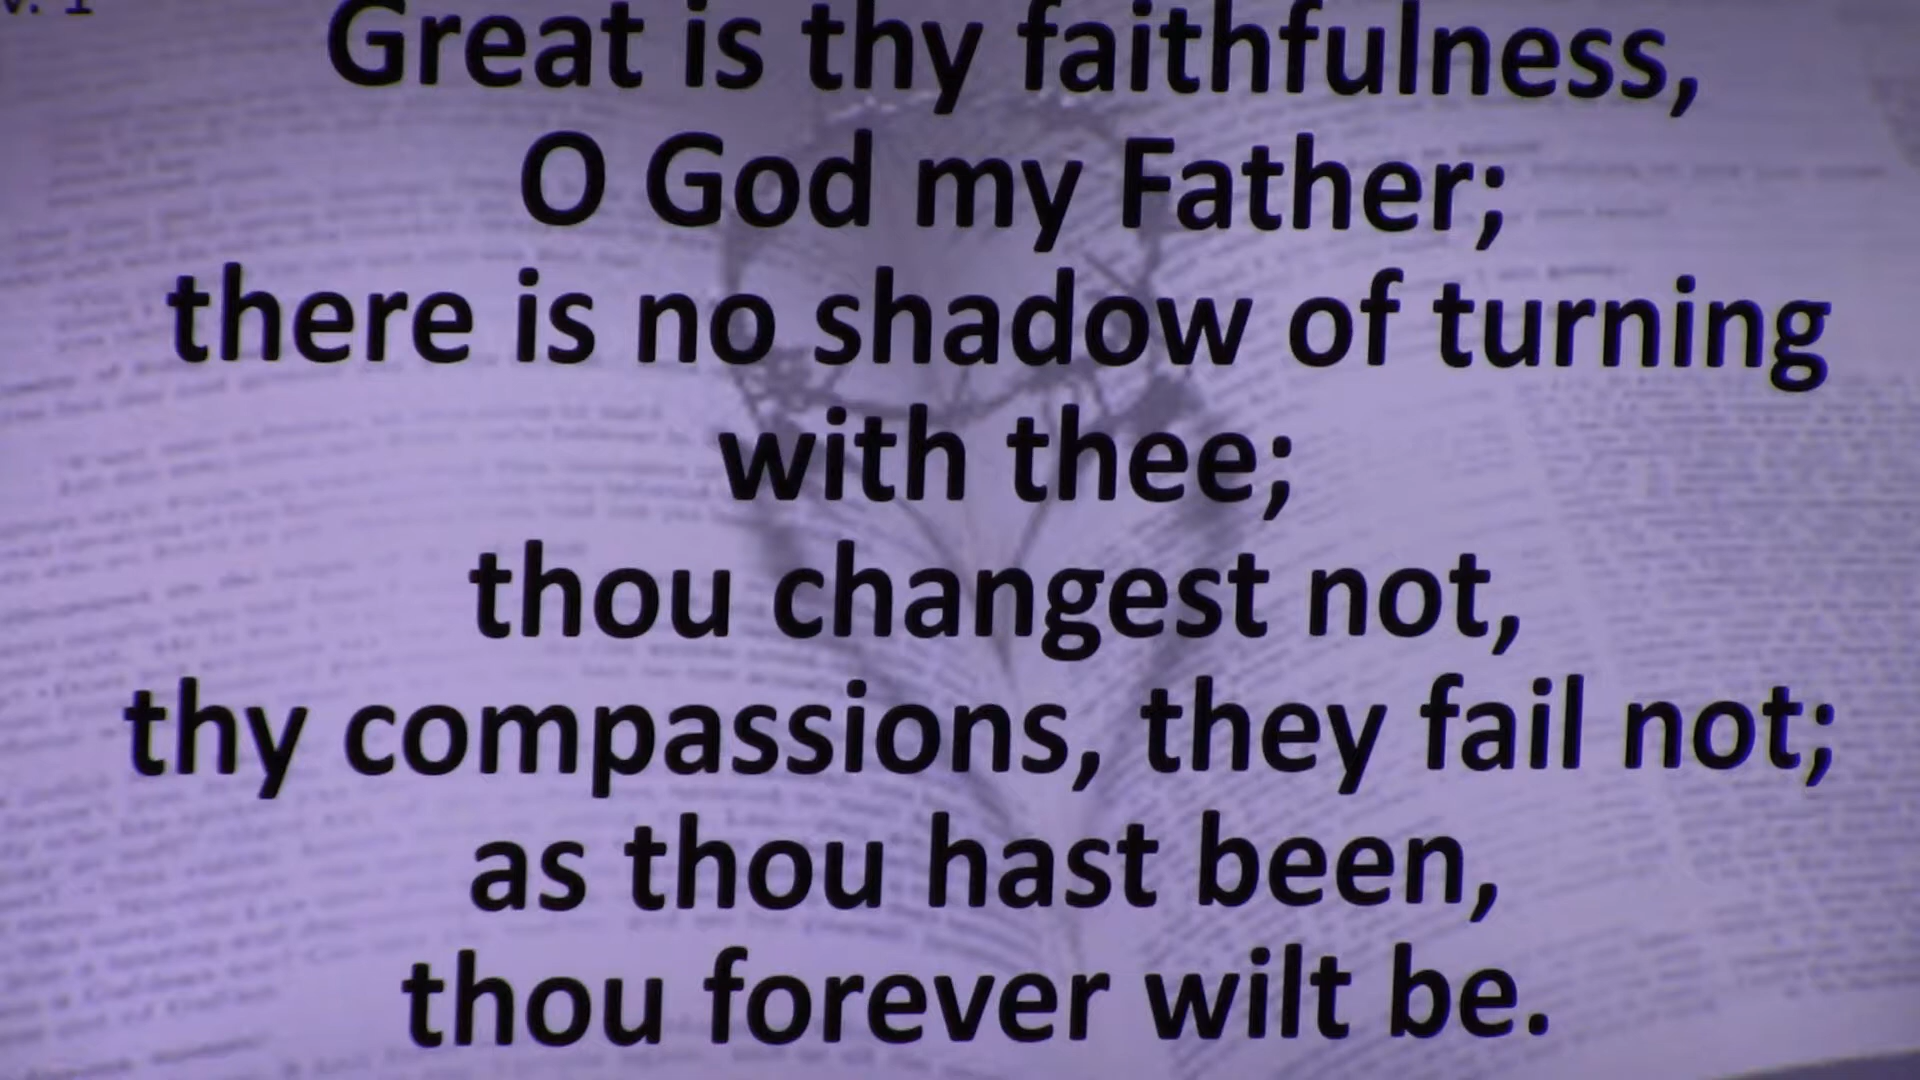 v. 1
Great is thy faithfulness,
O God my Father;
there is no shadow of turning
with thee;
thou changest not,
thy compassions, they fail not;
as thou hast been,
thou forever wilt be.